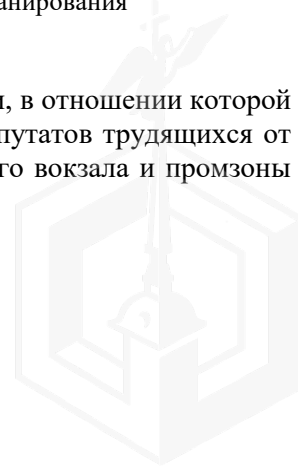 анирования
и, в отношении которой
путатов трудящихся от
го вокзала и промзоны